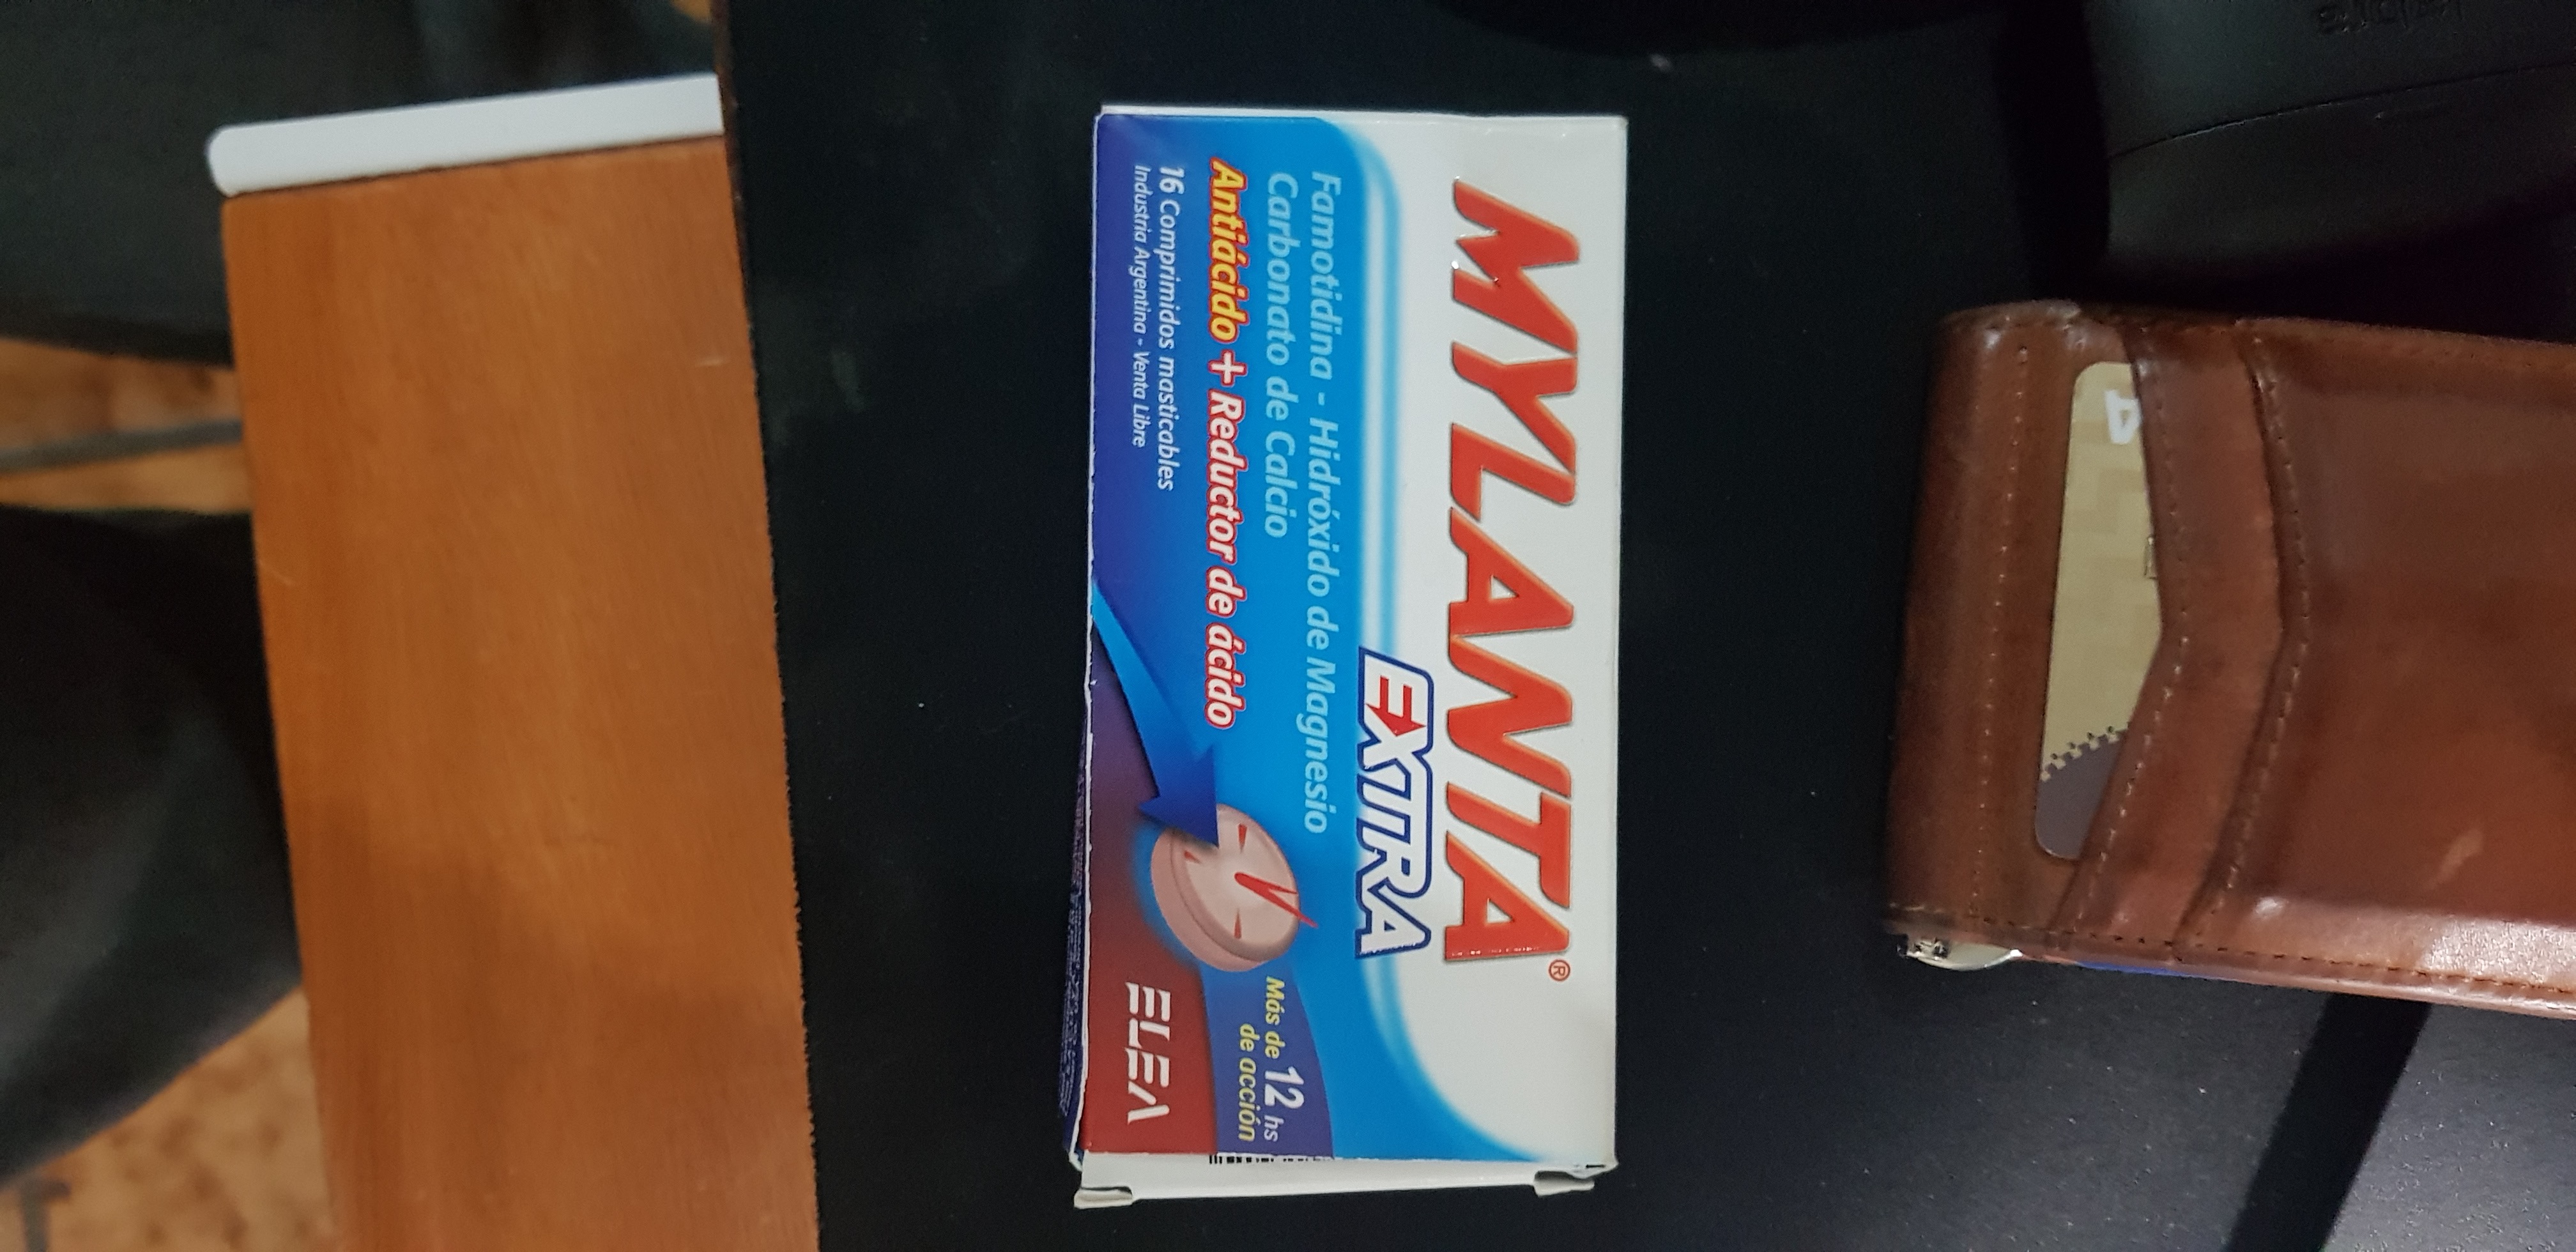 MYLANTA®
EXTRA
Famotidina - Hidróxido de Magnesio
Carbonato de Calcio
Antiácido + Reductor de ácido
16 Comprimidos masticables
Industria Argentina - Venta Libre
Más de 12 hs
de acción
ELEA
A